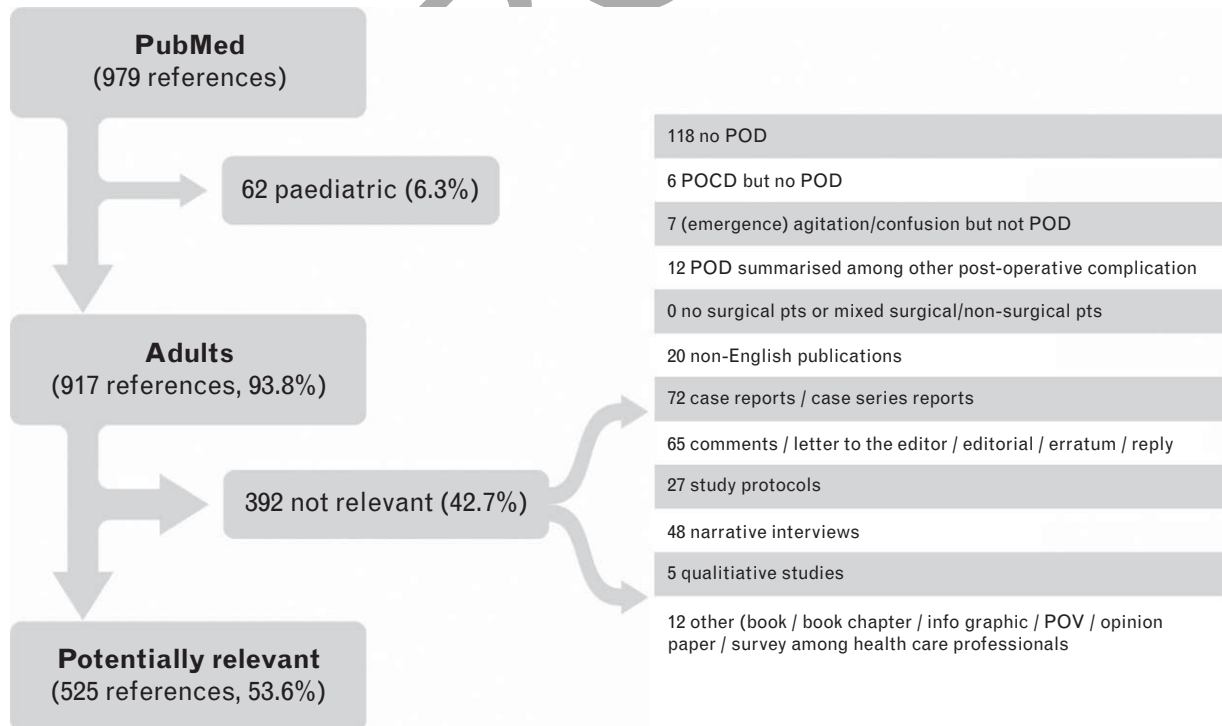 PubMed
(979 references)
62 paediatric (6.3%)
Adults
(917 references, 93.8%)
392 not relevant (42.7%)
Potentially relevant
(525 references, 53.6%)
118 no POD
6 POCD but no POD
7 (emergence) agitation/confusion but not POD
12 POD summarised among other post-operative complication
0 no surgical pts or mixed surgical/non-surgical pts
20 non-English publications
72 case reports / case series reports
65 comments / letter to the editor / editorial / erratum / reply
27 study protocols
48 narrative interviews
5 qualitiative studies
12 other (book / book chapter / info graphic / POV / opinion
paper / survey among health care professionals